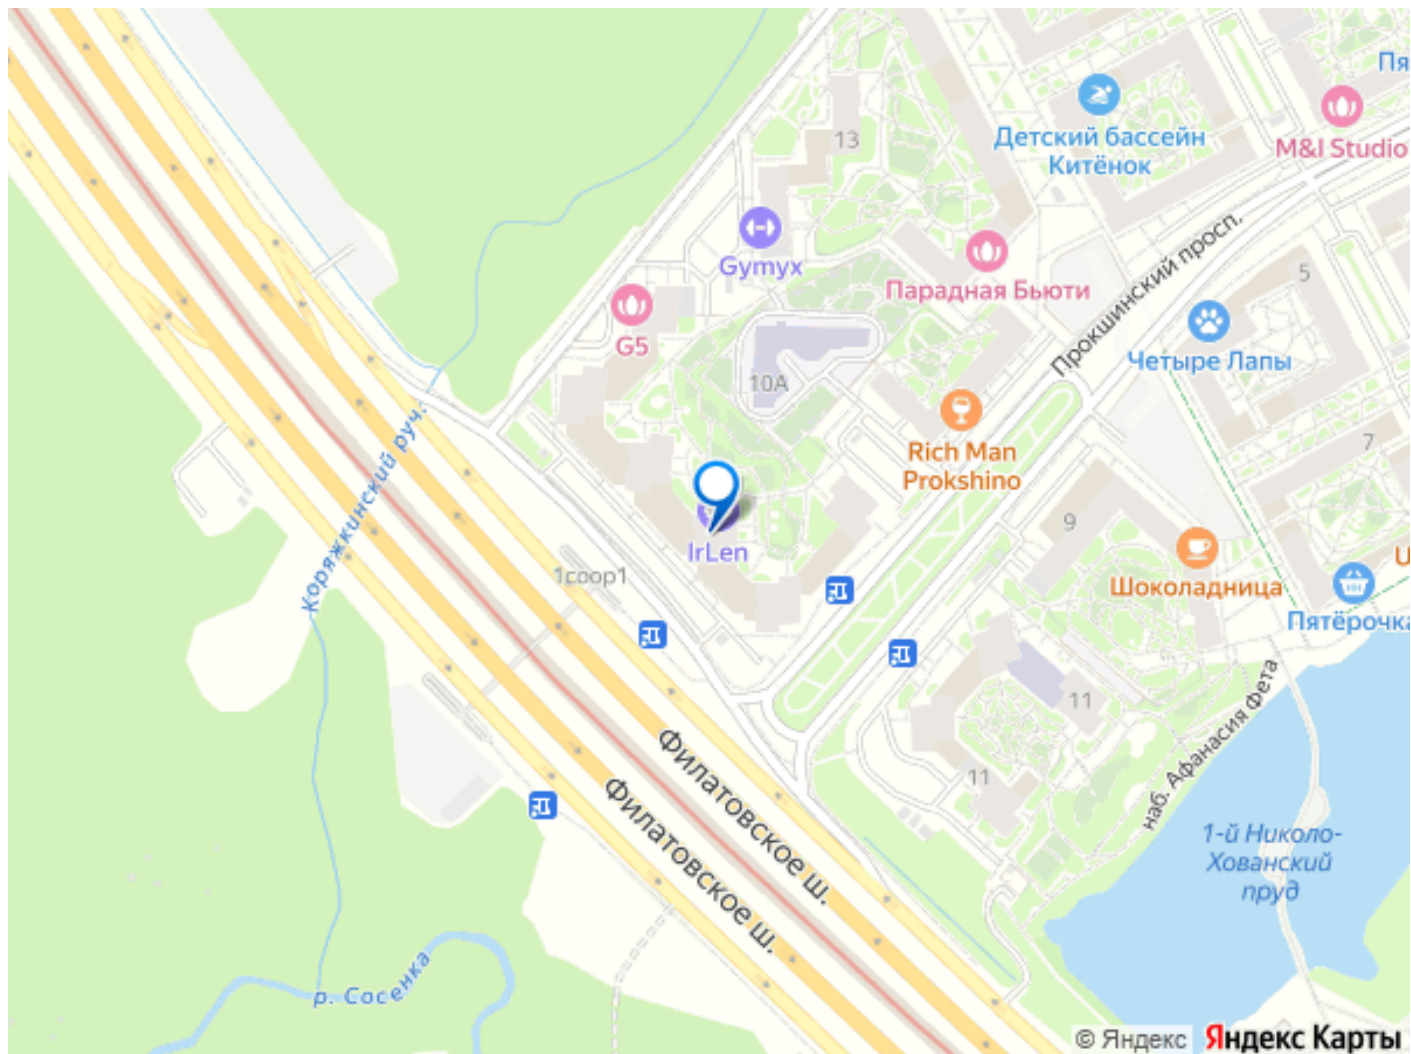 Пя
13
Детский бассейн
Китёнок
M&I Studio
Gymyx
Парадная Бьюти
Прокшинский просп.
5
G5
Четыре Лапы
10А
Rich Man
Prokshino
7
Коряжкинский руч.
9
IrLen
1соор1
Шоколадница
U
Пятёрочка
11
11
наб. Афанасия Фета
Филатовское ш.
Филатовское ш.
1-й Николо-
Хованский
пруд
р. Сосенка
© Яндекс Яндекс Карты